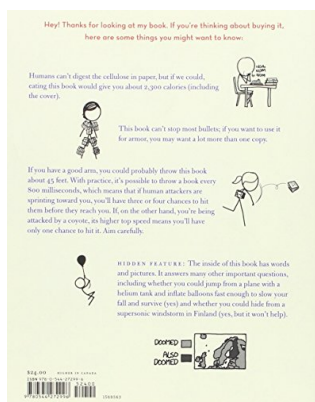 Hey! Thanks for looking at my book. If you're thinking about buying it,
here are some things you might want to know:
Humans can't digest the cellulose in paper, but if we could,
eating this book would give you about 2,300 calories (including
the cover).
This book can't stop most bullets; if you want to use it
for armor, you may want a lot more than one copy.
If you have a good arm, you could probably throw this book
about 45 feet. With practice, it's possible to throw a book every
800 milliseconds, which means that if human attackers are
sprinting toward you, you'll have three or four chances to hit
them before they reach you. If, on the other hand, you're being
attacked by a coyote, its higher top speed means you'll have
only one chance to hit it. Aim carefully.
HIDDEN FEATURE: The inside of this book has words
and pictures. It answers many other important questions,
including whether you could jump from a plane with a
helium tank and inflate balloons fast enough to slow your
fall and survive (yes) and whether you could hide from a
supersonic windstorm in Finland (yes, but it won't help).
DOOMED
ALSO
DOOMED
$24.00
ISBN 978-0-544-27299-6
52400
9 780544 272996